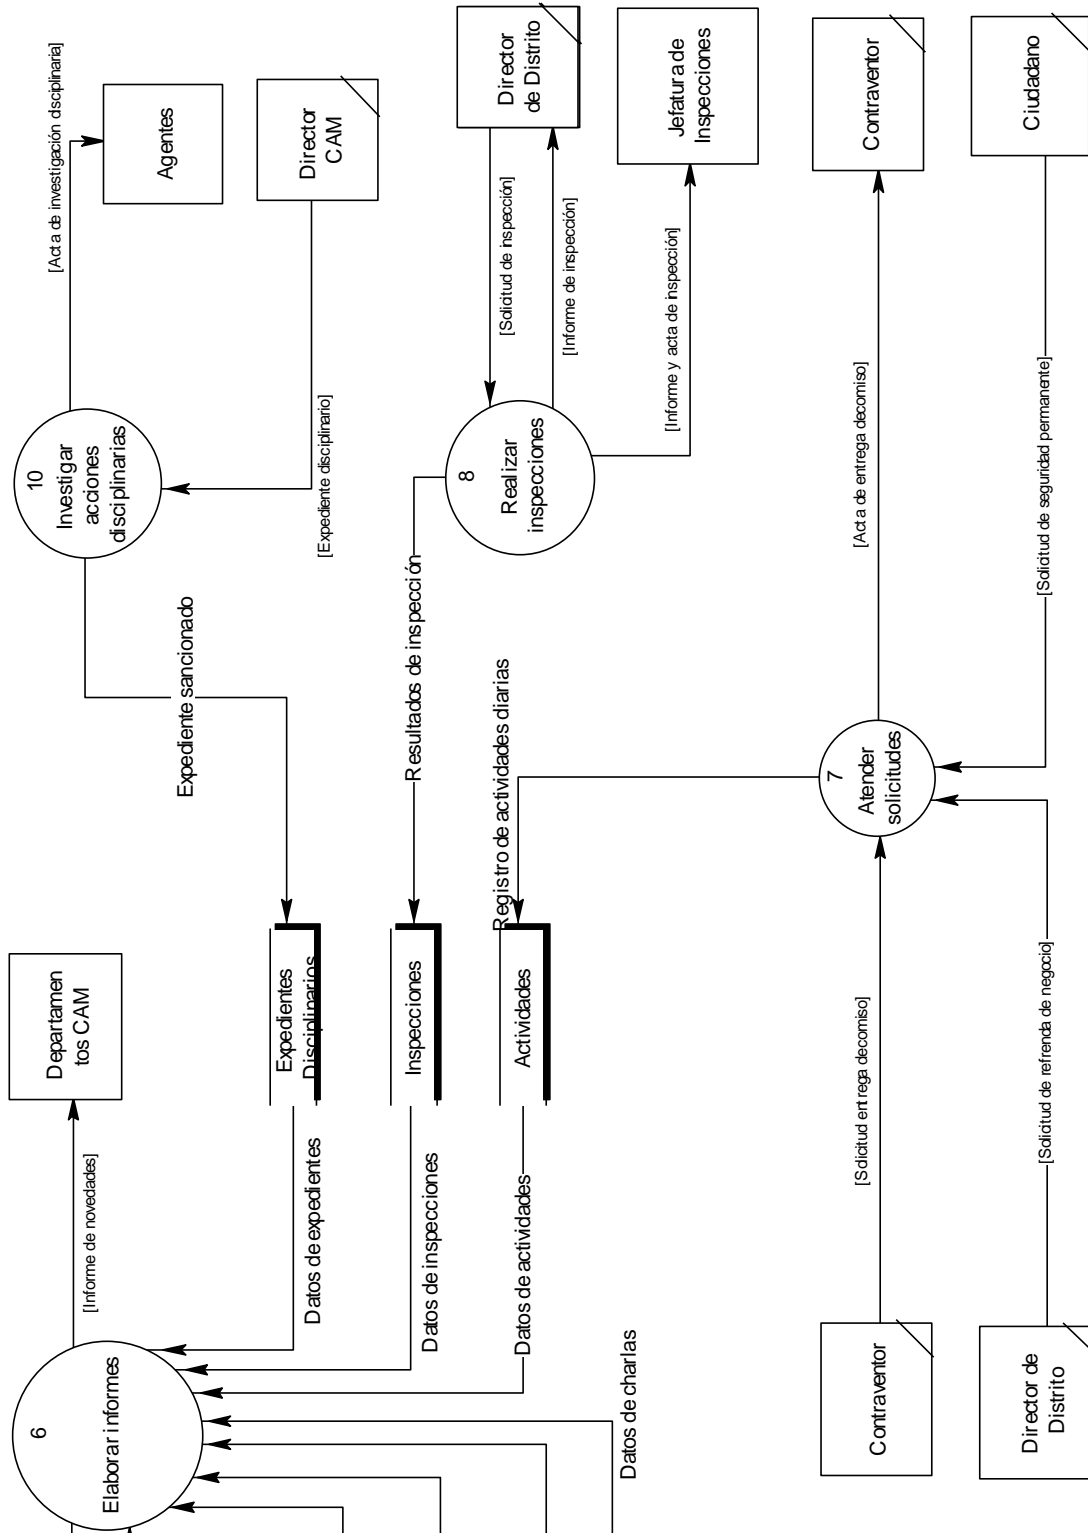 6
Elaborar informes
[Informe de novedades]
Departamen
tos CAM
10
Investigar
acciones
disciplinarias
[Acta de investigación disciplinaria]
Agentes
Expediente sancionado
[Expediente disciplinario]
Director
CAM
Datos de expedientes
Expedientes
Disciplinarios
Datos de inspecciones
Inspecciones
Resultados de inspección
8
Realizar
inspecciones
[Solicitud de inspección]
Director
de Distrito
[Informe de inspección]
Datos de actividades
Actividades
Registro de actividades diarias
[Informe y acta de inspección]
Jefatura de
Inspecciones
Datos de charlas
Contraventor
[Solicitud entrega decomiso]
7
Atender
solicitudes
[Acta de entrega decomiso]
Contraventor
Director de
Distrito
[Solicitud de refrenda de negocio]
[Solicitud de seguridad permanente]
Ciudadano